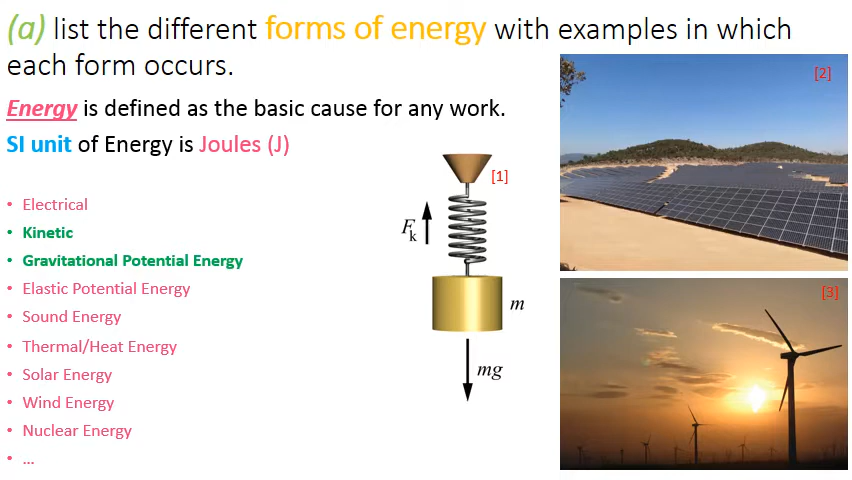 (a) list the different forms of energy with examples in which
each form occurs.
Energy is defined as the basic cause for any work.
SI unit of Energy is Joules (J)
• Electrical
• Kinetic
• Gravitational Potential Energy
• Elastic Potential Energy
• Sound Energy
• Thermal/Heat Energy
• Solar Energy
• Wind Energy
• Nuclear Energy
• …
[1]
Fk
m
mg
[2]
[3]